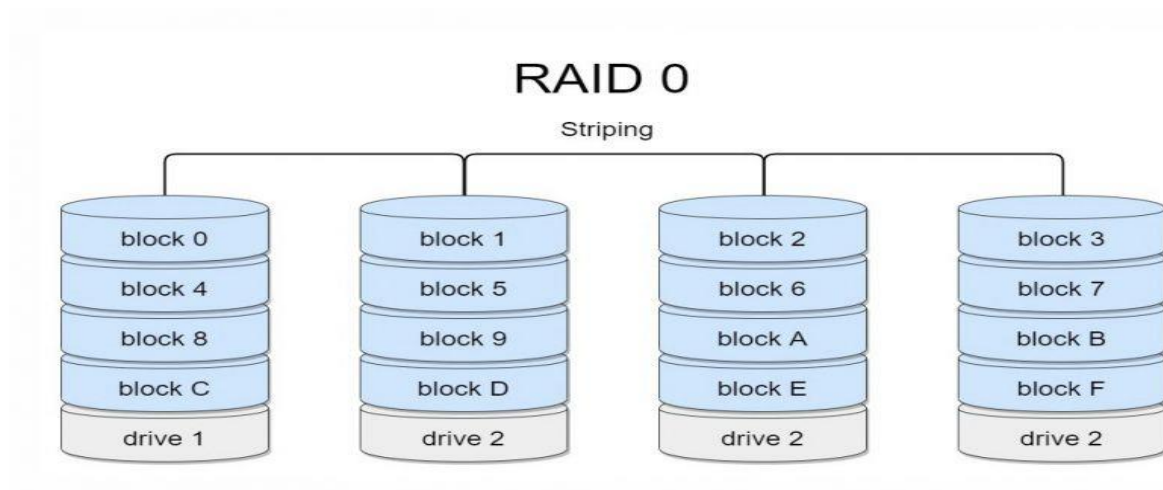 RAID 0
Striping
block 0 block 1 block 2 block 3
block 4 block 5 block 6 block 7
block 8 block 9 block A block B
block C block D block E block F
drive 1 drive 2 drive 2 drive 2